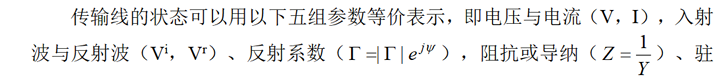 传输线的状态可以用以下五组参数等价表示，即电压与电流（V，I），入射
波与反射波（Vⁱ，Vʳ）、反射系数（Γ=|Γ| e^{jψ}），阻抗或导纳（Z = \frac{1}{Y}）、驻